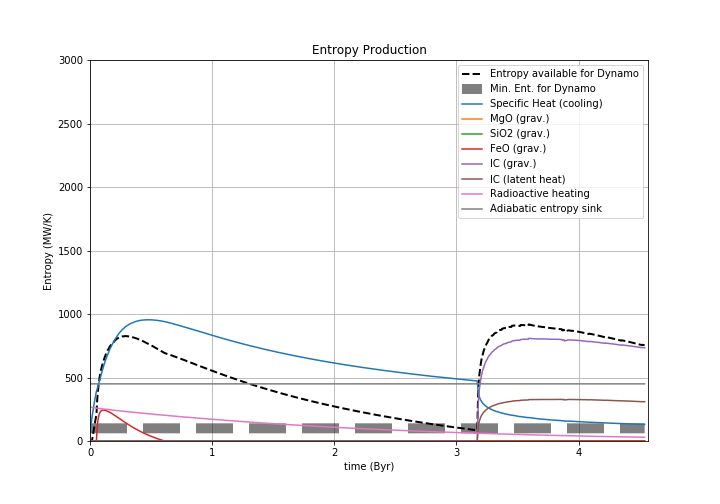 Entropy Production
3000
2500
2000
1500
1000
500
0
Entropy (MW/K)
Entropy available for Dynamo
Min. Ent. for Dynamo
Specific Heat (cooling)
MgO (grav.)
SiO2 (grav.)
FeO (grav.)
IC (grav.)
IC (latent heat)
Radioactive heating
Adiabatic entropy sink
0 1 2 3 4
time (Byr)